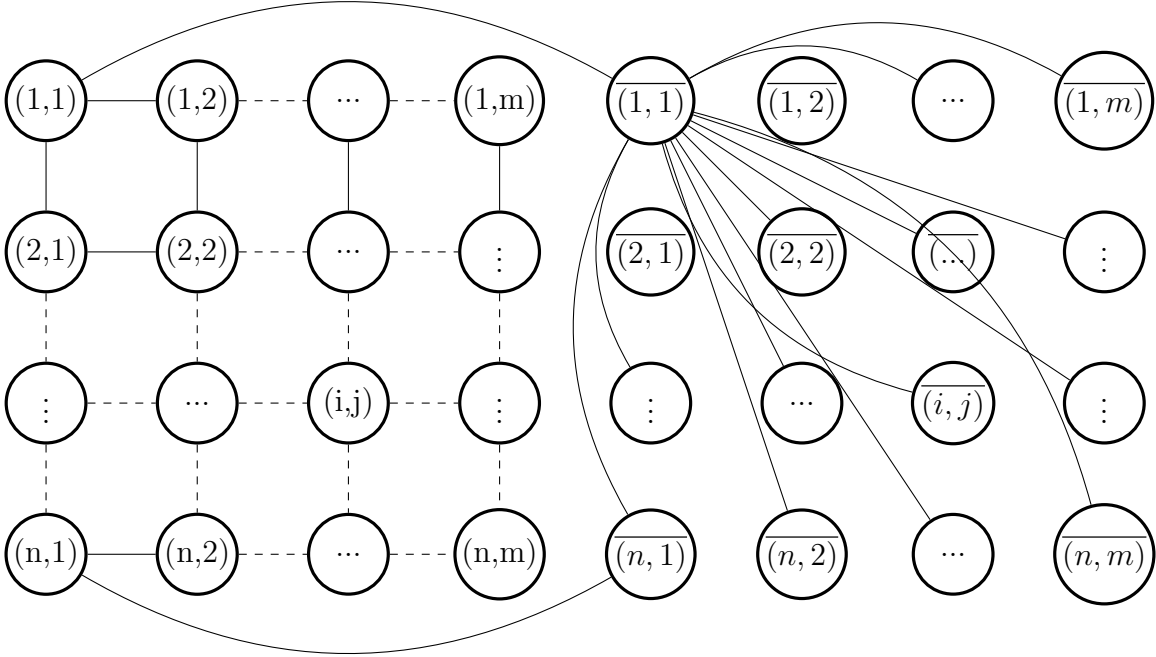 (1,1) (1,2) ... (1,m) $\overline{(1,1)}$ $\overline{(1,2)}$ ... $\overline{(1,m)}$
(2,1) (2,2) ... ⋮ $\overline{(2,1)}$ $\overline{(2,2)}$ $\overline{(...)}$ ⋮
⋮ ... (i,j) ⋮ ⋮ ... $\overline{(i,j)}$ ⋮
(n,1) (n,2) ... (n,m) $\overline{(n,1)}$ $\overline{(n,2)}$ ... $\overline{(n,m)}$